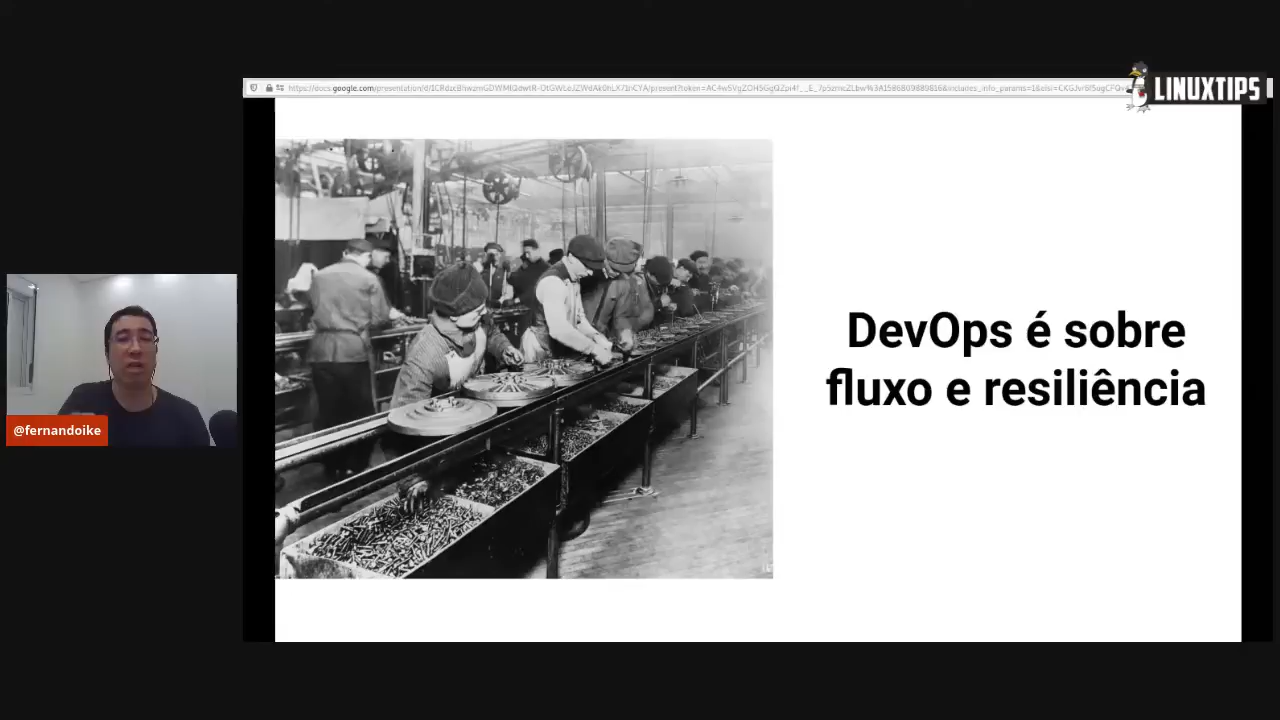 LINUXTIPS
DevOps é sobre
fluxo e resiliência
@fernandoike